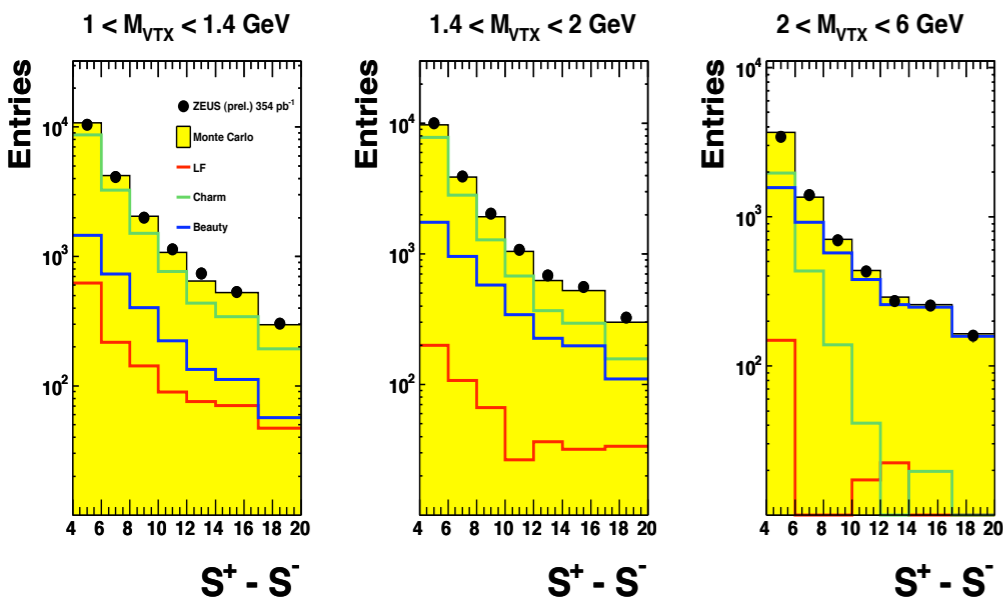 1 < M_VTX < 1.4 GeV
1.4 < M_VTX < 2 GeV
2 < M_VTX < 6 GeV
Entries
10⁴
10³
10²
ZEUS (prel.) 354 pb⁻¹
Monte Carlo
LF
Charm
Beauty
4 6 8 10 12 14 16 18 20
S⁺ - S⁻
Entries
10⁴
10³
10²
4 6 8 10 12 14 16 18 20
S⁺ - S⁻
Entries
10⁴
10³
10²
4 6 8 10 12 14 16 18 20
S⁺ - S⁻